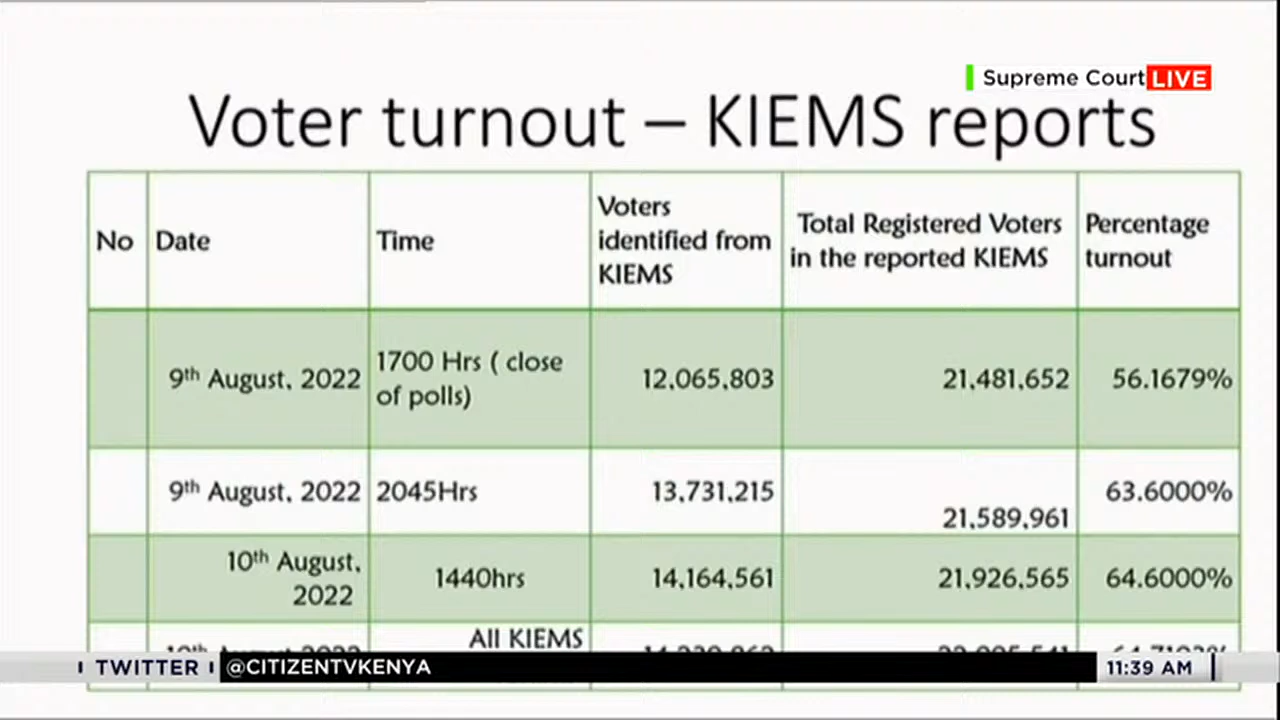 Supreme Court LIVE
Voter turnout – KIEMS reports
No Date Time Voters identified from KIEMS Total Registered Voters in the reported KIEMS Percentage turnout
9th August, 2022 1700 Hrs ( close of polls) 12,065,803 21,481,652 56.1679%
9th August, 2022 2045Hrs 13,731,215 21,589,961 63.6000%
10th August, 2022 1440hrs 14,164,561 21,926,565 64.6000%
All KIEMS
TWITTER @CITIZENTVKENYA 11:39 AM